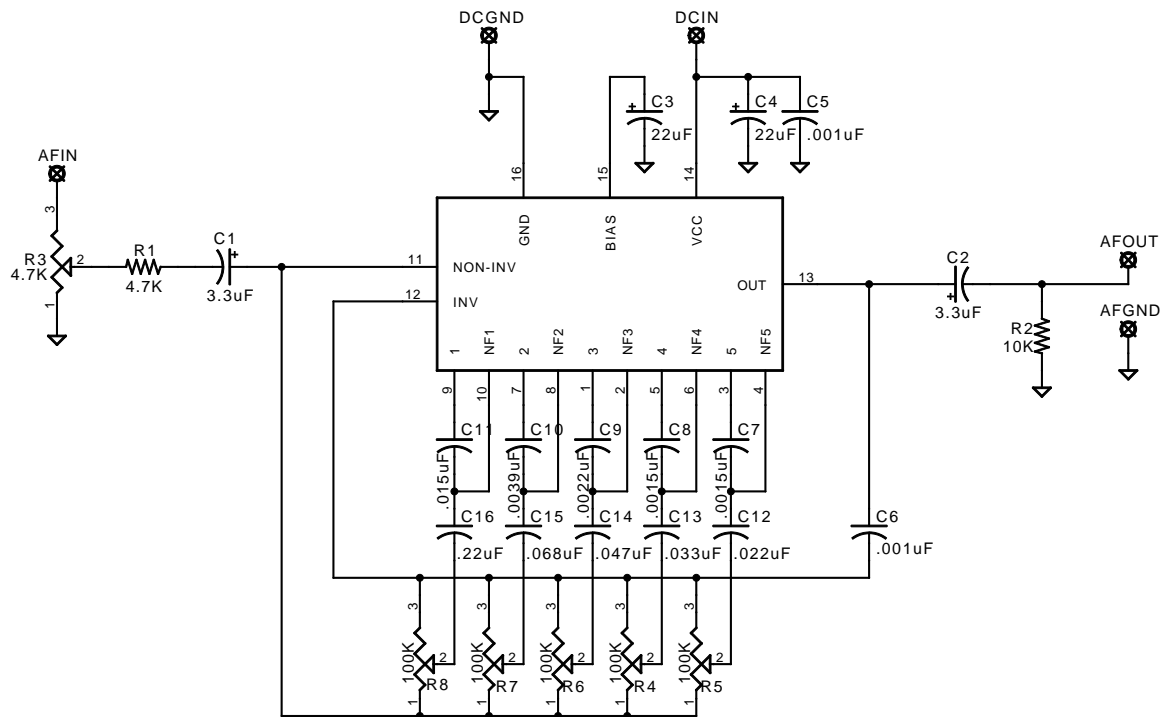 DCGND
DCIN
+
C3
22uF
+
C4
22uF
C5
.001uF
AFIN
3
R3
4.7K
2
1
R1
4.7K
C1
+
3.3uF
16
15
14
GND
BIAS
VCC
11
NON-INV
12
INV
OUT
13
C2
+
3.3uF
AFOUT
AFGND
R2
10K
1
NF1
2
NF2
3
NF3
4
NF4
5
NF5
9
10
7
8
1
2
5
6
3
4
C11
.015uF
C10
.0039uF
C9
.0022uF
C8
.0015uF
C7
.0015uF
C16
.22uF
C15
.068uF
C14
.047uF
C13
.033uF
C12
.022uF
C6
.001uF
3
3
3
3
3
100K
2
R8
100K
2
R7
100K
2
R6
100K
2
R4
100K
2
R5
1
1
1
1
1